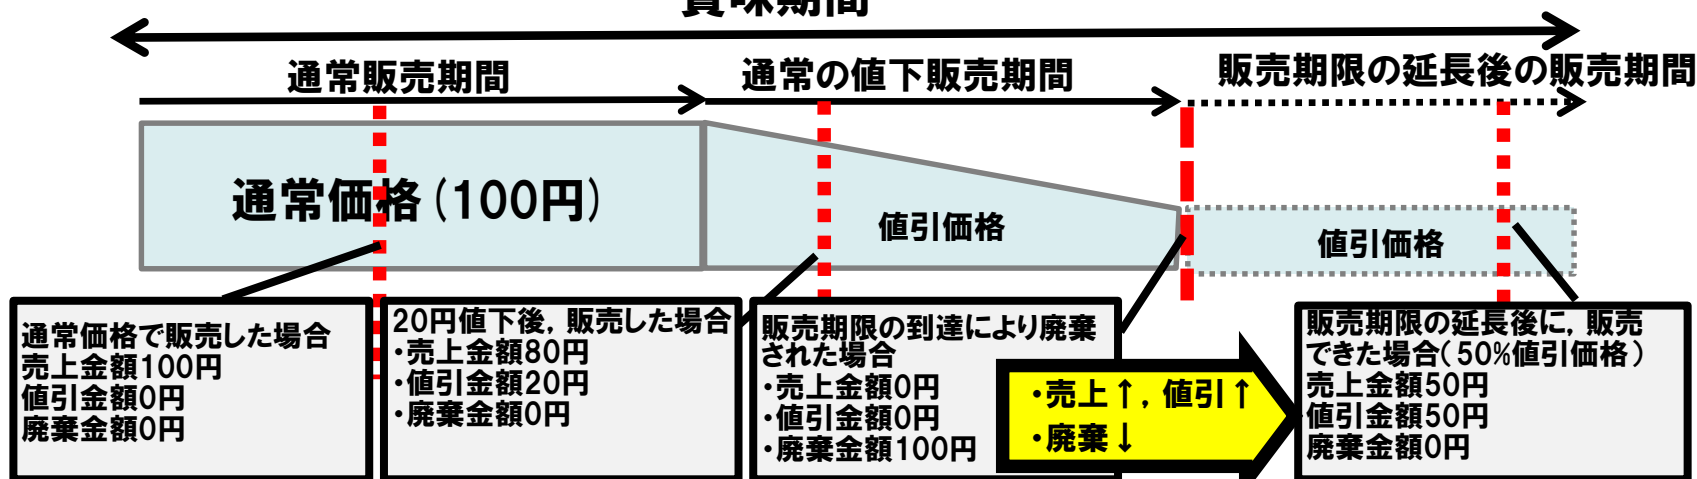 賞味期間
通常販売期間
通常の値下販売期間
販売期限の延長後の販売期間
通常価格(100円)
値引価格
値引価格
通常価格で販売した場合
売上金額100円
値引金額0円
廃棄金額0円
20円値下後,販売した場合
・売上金額80円
・値引金額20円
・廃棄金額0円
販売期限の到達により廃棄
された場合
・売上金額0円
・値引金額0円
・廃棄金額100円
・売上↑,値引↑
・廃棄↓
販売期限の延長後に,販売
できた場合(50%値引価格)
売上金額50円
値引金額50円
廃棄金額0円